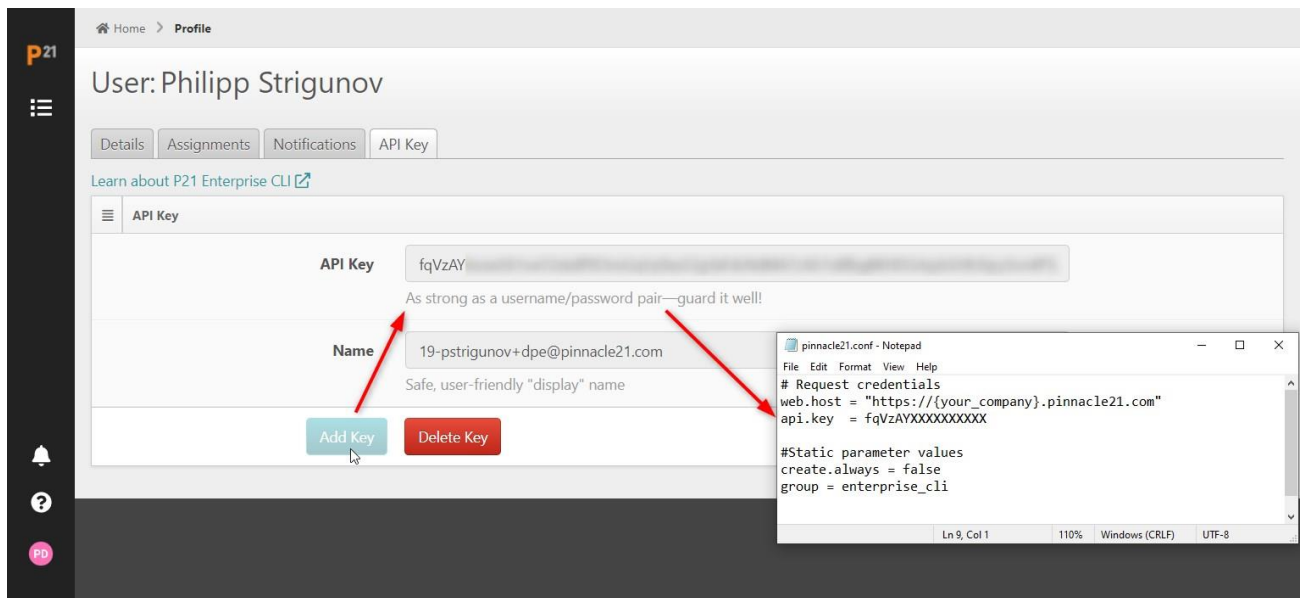 Home > Profile
P21
User: Philipp Strigunov
Details Assignments Notifications API Key
Learn about P21 Enterprise CLI
API Key
API Key fqVzAY
As strong as a username/password pair—guard it well!
Name 19-pstrigunov+dpe@pinnacle21.com
Safe, user-friendly "display" name
Add Key Delete Key
PD
pinnacle21.conf - Notepad
File Edit Format View Help
# Request credentials
web.host = "https://{your_company}.pinnacle21.com"
api.key = fqVzAYXXXXXXXXXX
#Static parameter values
create.always = false
group = enterprise_cli
Ln 9, Col 1 110% Windows (CRLF) UTF-8